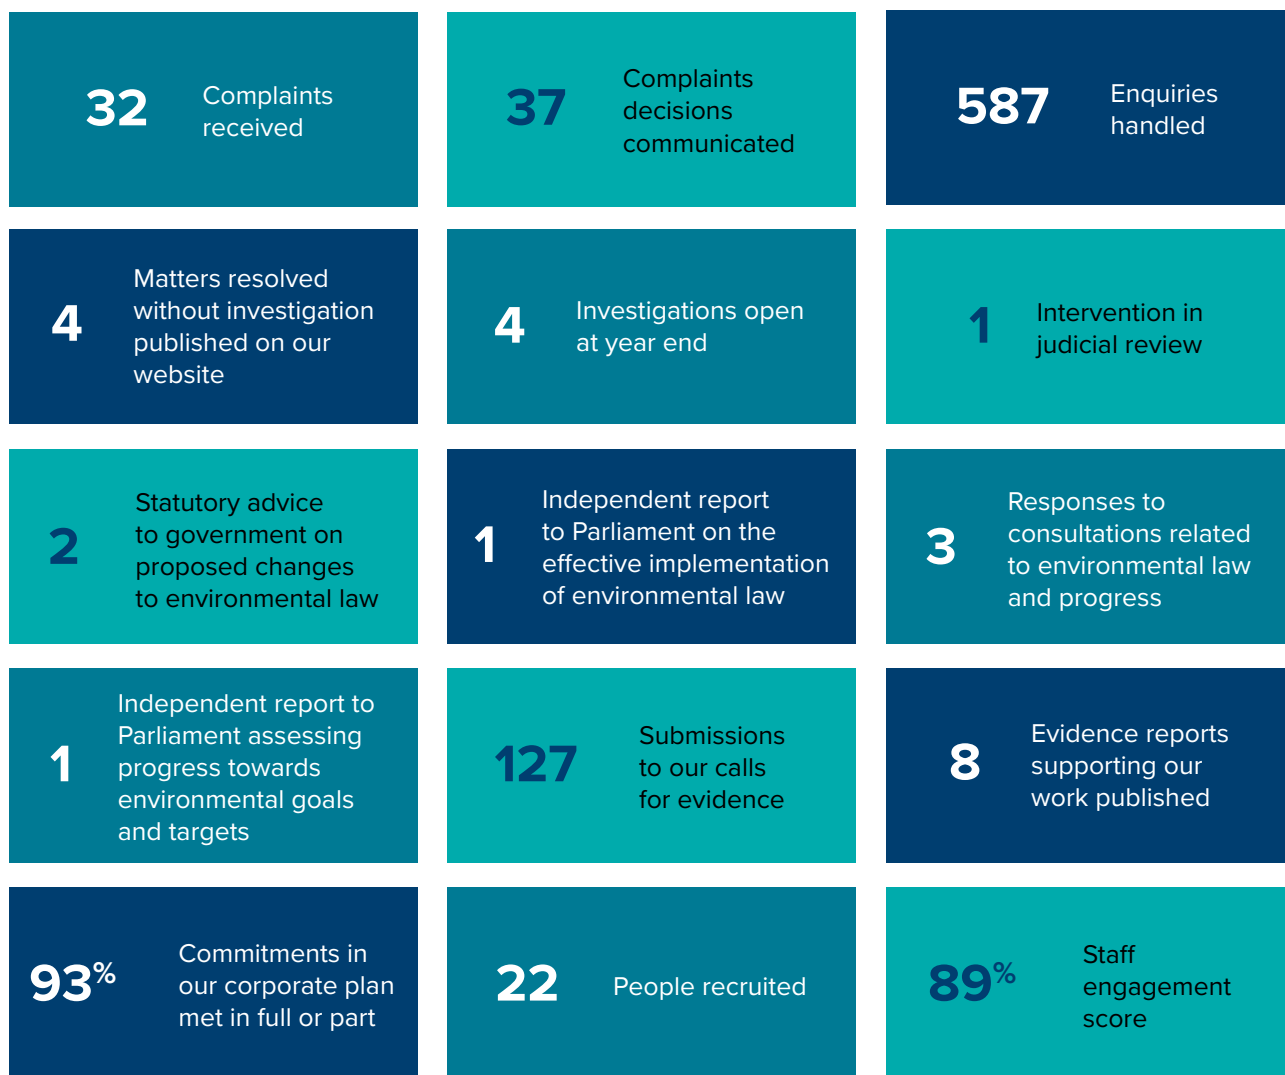 32
Complaints
received
37
Complaints
decisions
communicated
587
Enquiries
handled
4
Matters resolved
without investigation
published on our
website
4
Investigations open
at year end
1
Intervention in
judicial review
2
Statutory advice
to government on
proposed changes
to environmental law
1
Independent report
to Parliament on the
effective implementation
of environmental law
3
Responses to
consultations related
to environmental law
and progress
1
Independent report to
Parliament assessing
progress towards
environmental goals
and targets
127
Submissions
to our calls
for evidence
8
Evidence reports
supporting our
work published
93%
Commitments in
our corporate plan
met in full or part
22
People recruited
89%
Staff
engagement
score